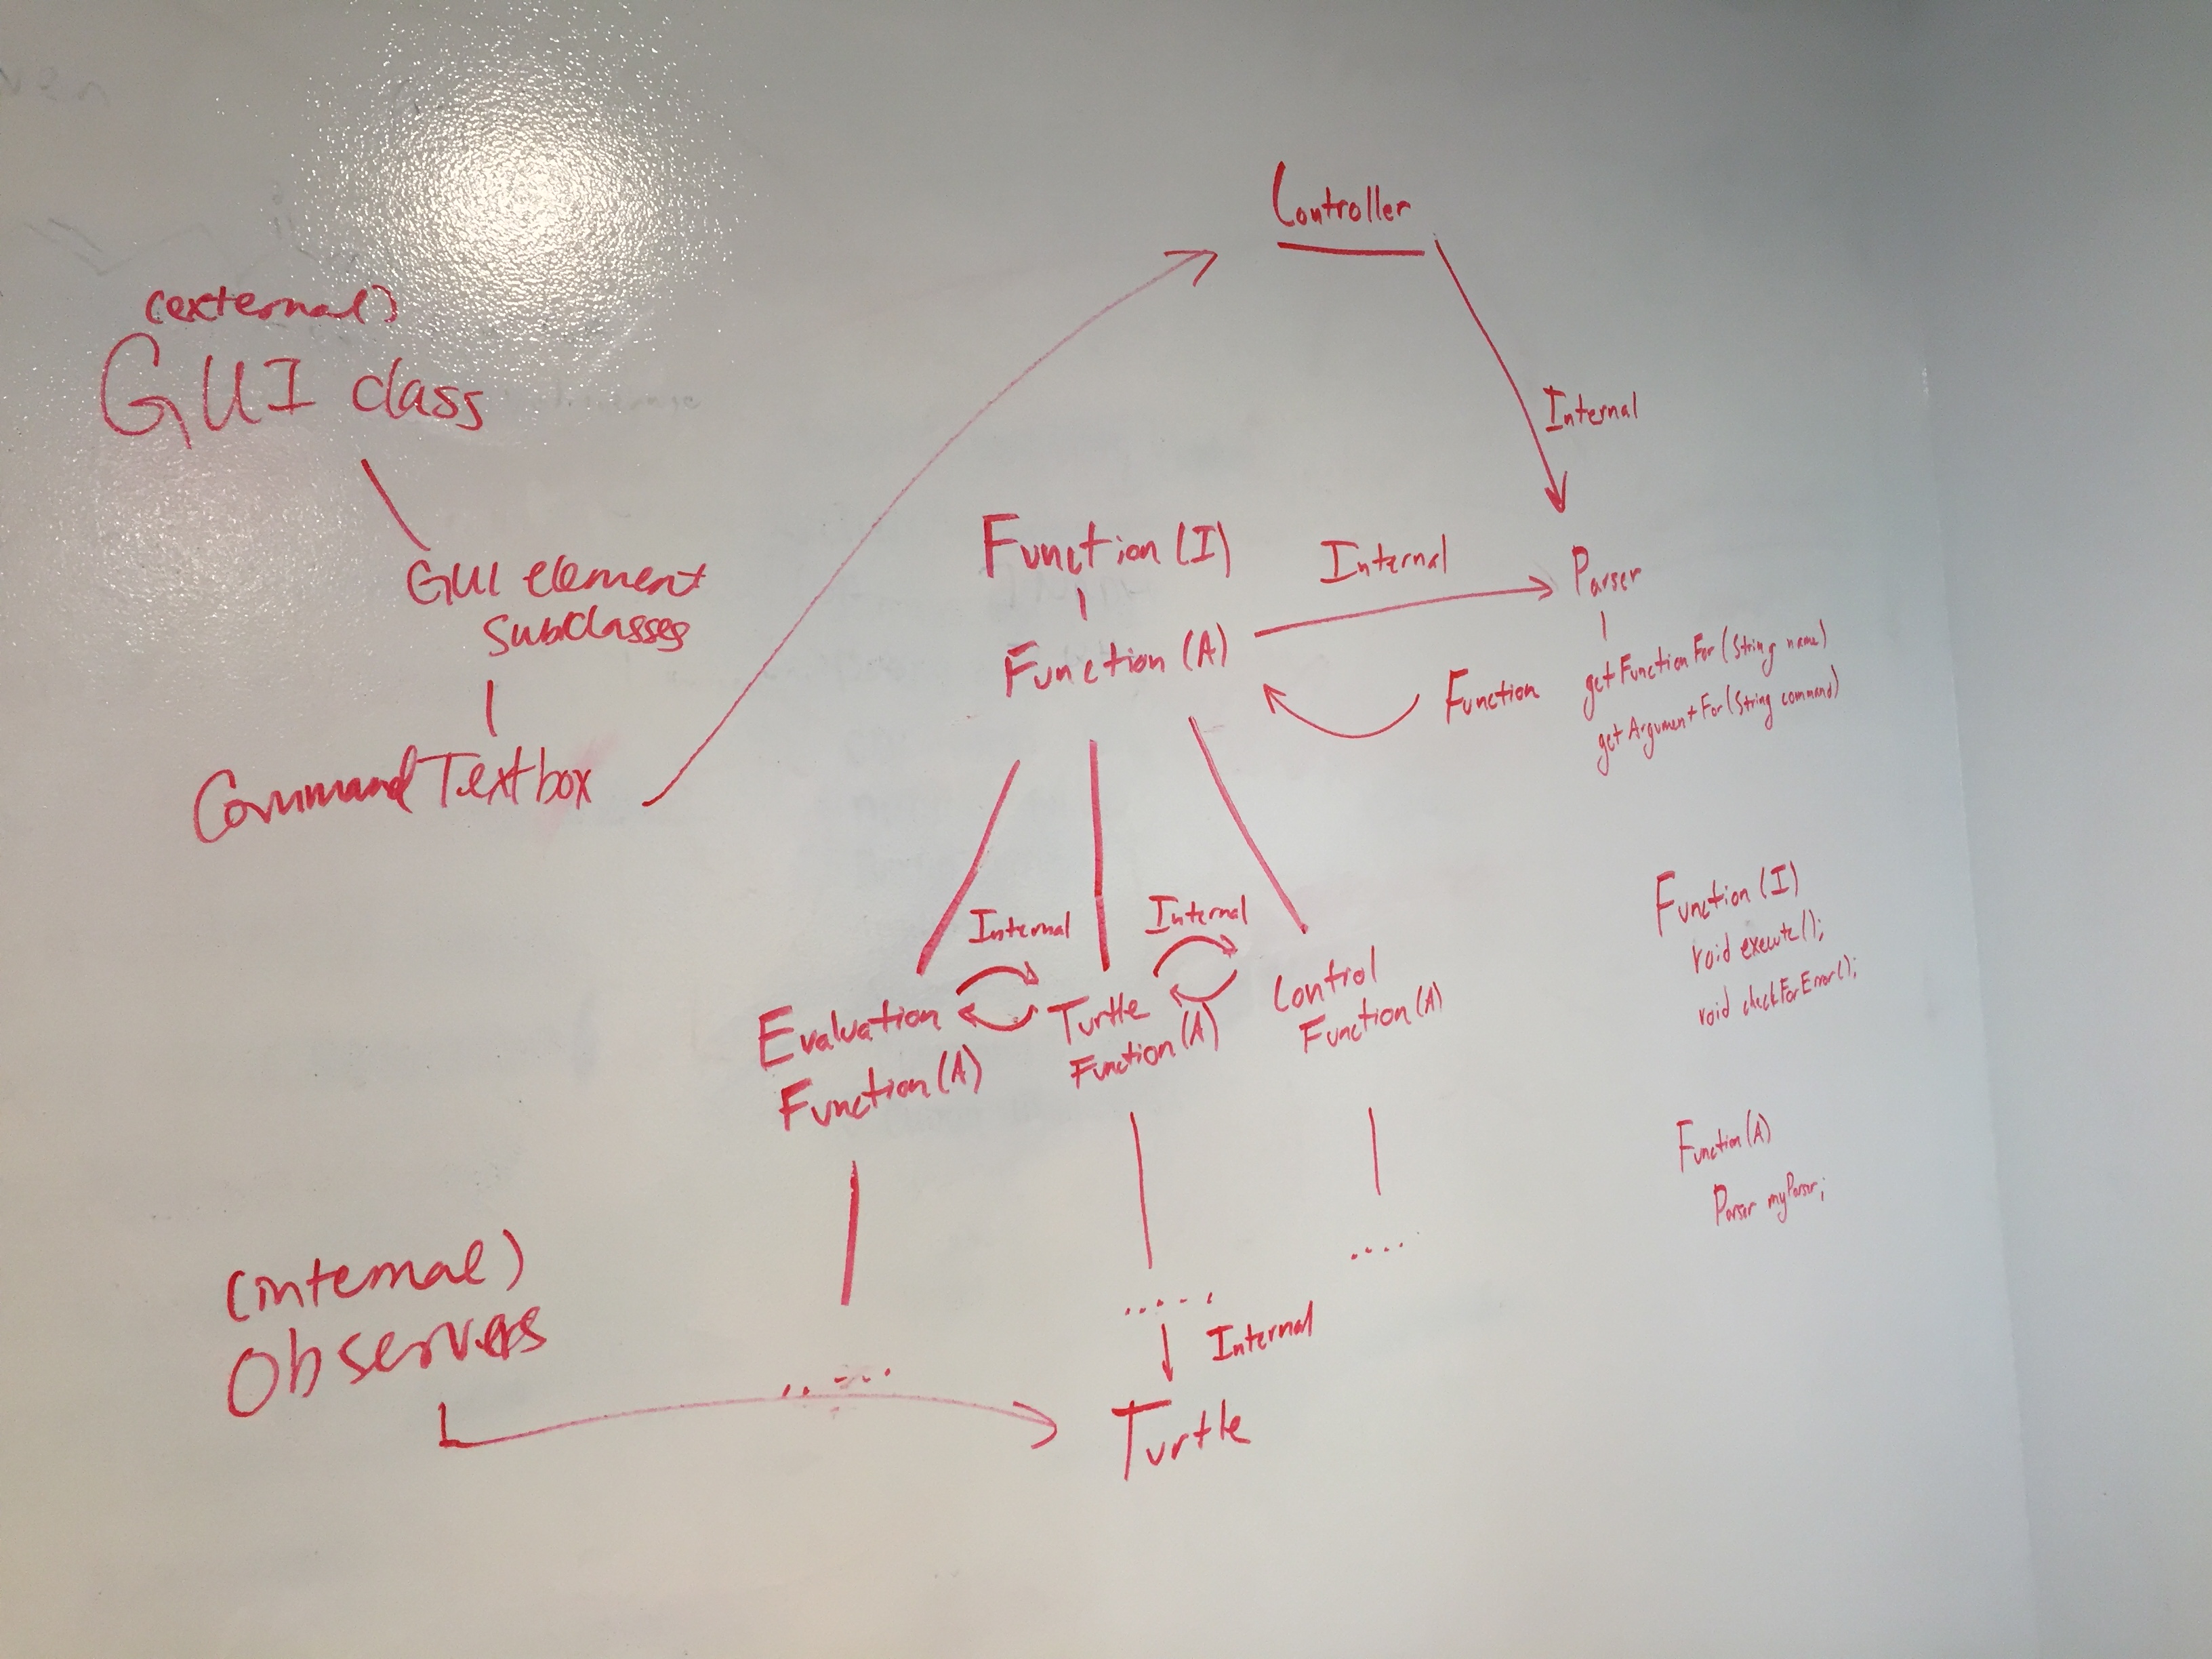 Controller
(external)
GUI class
Internal
GUI element
subclasses
Command Textbox
Function (I)
Function (A)
Internal
Parser
getFunctionFor(String name)
getArgumentFor(String command)
Function
Internal
Internal
Evaluation
Function (A)
Turtle
Function (A)
Control
Function (A)
Function (I)
void execute();
void checkForError();
Function (A)
Parser myParser;
(internal)
Observers
.....
.....
....
Internal
Turtle